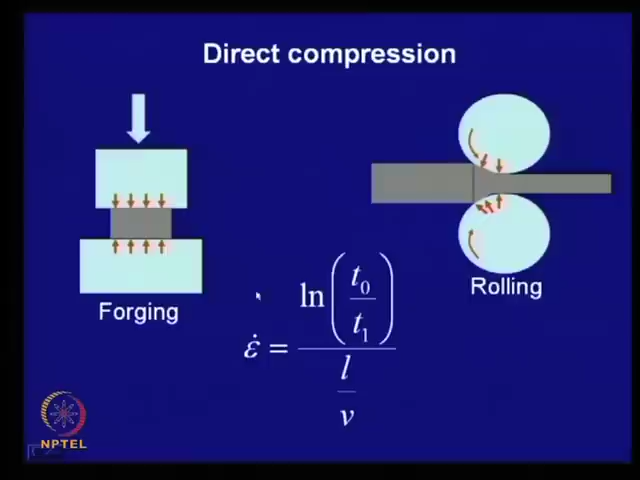 Direct compression
Forging
Rolling
ε̇ = ln(t₀/t₁) / (l/v)
NPTEL